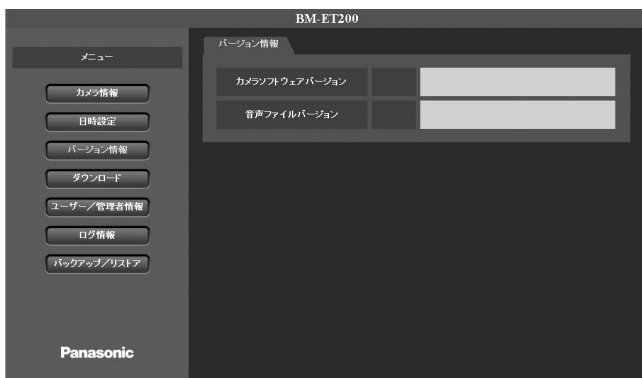 BM-ET200
メニュー
カメラ情報
日時設定
バージョン情報
ダウンロード
ユーザー／管理者情報
ログ情報
バックアップ／リストア
Panasonic
バージョン情報
カメラソフトウェアバージョン
音声ファイルバージョン